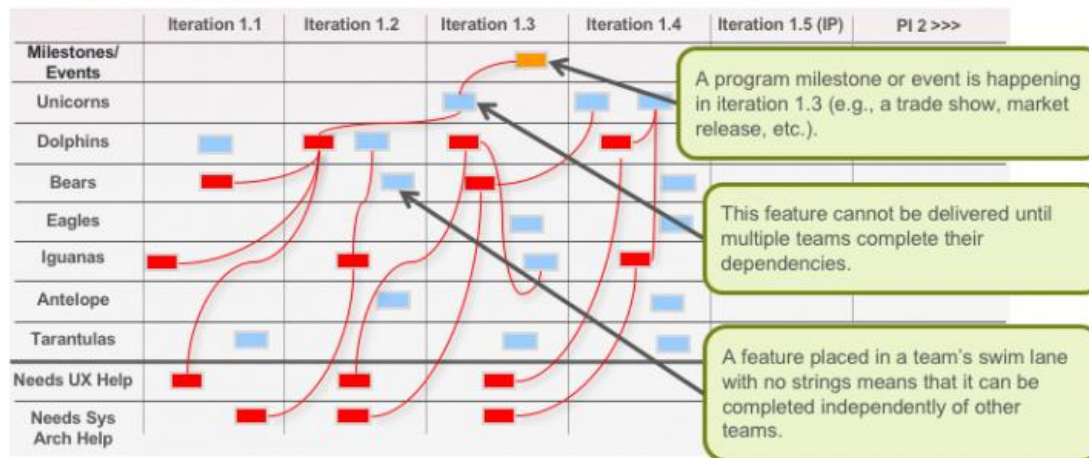 Iteration 1.1 Iteration 1.2 Iteration 1.3 Iteration 1.4 Iteration 1.5 (IP) PI 2 >>>
Milestones/
Events
Unicorns
Dolphins
Bears
Eagles
Iguanas
Antelope
Tarantulas
Needs UX Help
Needs Sys
Arch Help
A program milestone or event is happening
in iteration 1.3 (e.g., a trade show, market
release, etc.).
This feature cannot be delivered until
multiple teams complete their
dependencies.
A feature placed in a team's swim lane
with no strings means that it can be
completed independently of other
teams.